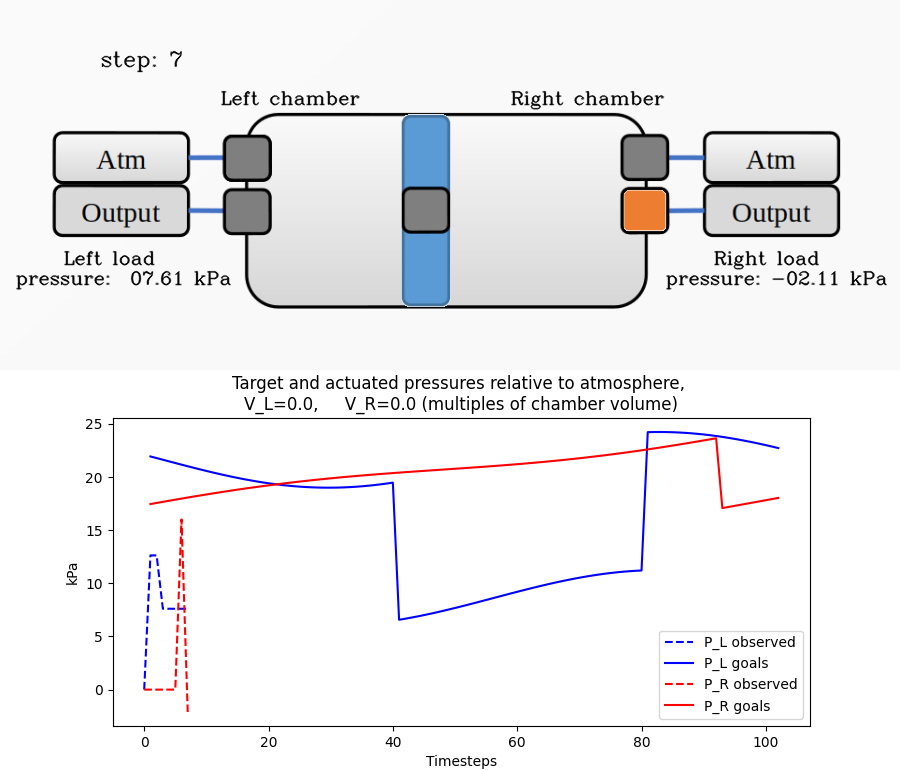 step: 7
Left chamber
Right chamber
Atm
Atm
Output
Output
Left load
pressure:  07.61 kPa
Right load
pressure: −02.11 kPa
Target and actuated pressures relative to atmosphere,
V_L=0.0,     V_R=0.0 (multiples of chamber volume)
25
20
15
10
5
0
kPa
P_L observed
P_L goals
P_R observed
P_R goals
0 20 40 60 80 100
Timesteps